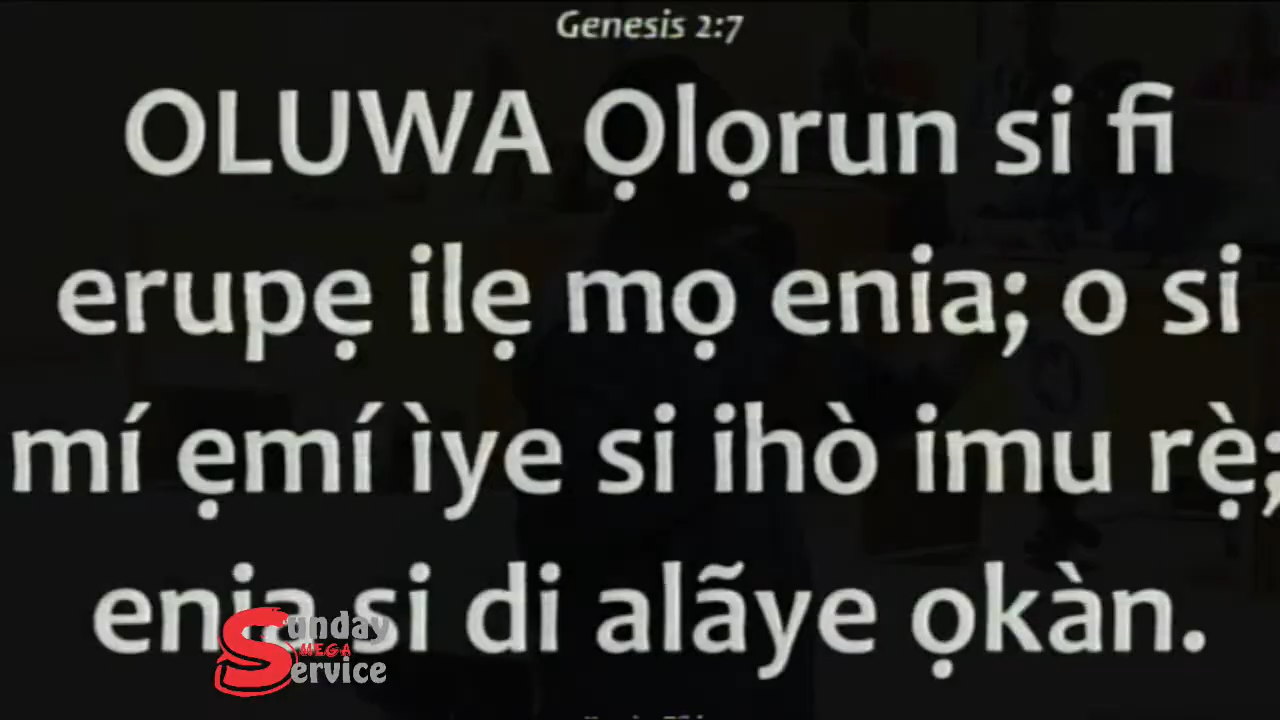 Genesis 2:7
OLUWA Ọlọrun si fi
erupẹ ilẹ mọ enia; o si
mí ẹmí ìye si ihò imu rẹ̀;
enia si di alãye ọkàn.
Sunday
MEGA
Service